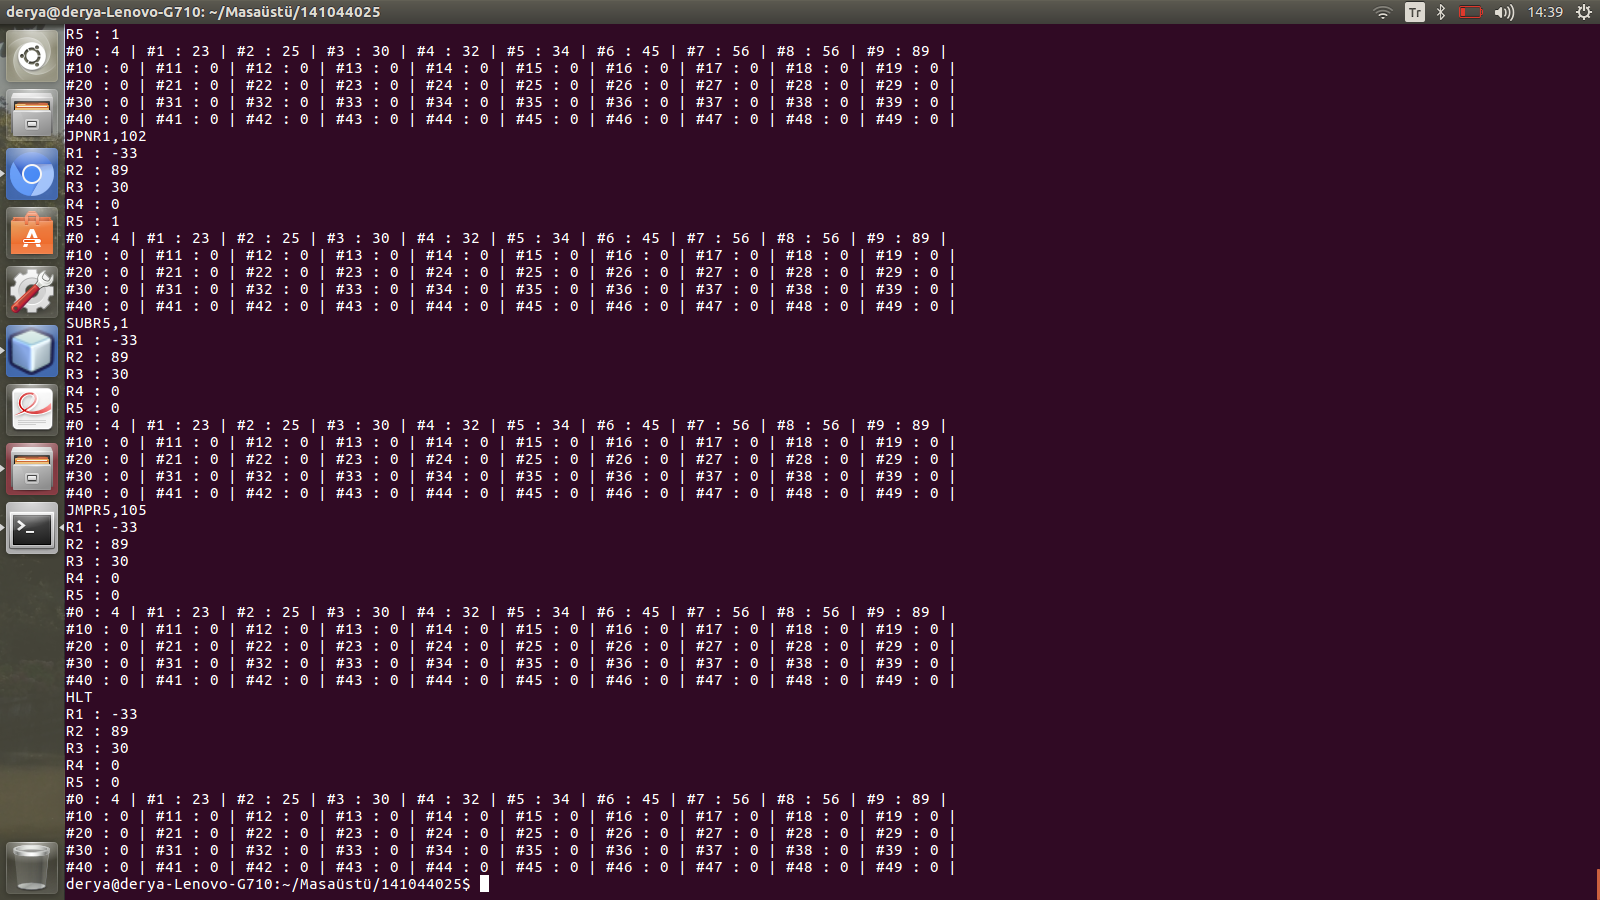 derya@derya-Lenovo-G710: ~/Masaüstü/141044025
Tr
14:39
R5 : 1
#0 : 4 | #1 : 23 | #2 : 25 | #3 : 30 | #4 : 32 | #5 : 34 | #6 : 45 | #7 : 56 | #8 : 56 | #9 : 89 |
#10 : 0 | #11 : 0 | #12 : 0 | #13 : 0 | #14 : 0 | #15 : 0 | #16 : 0 | #17 : 0 | #18 : 0 | #19 : 0 |
#20 : 0 | #21 : 0 | #22 : 0 | #23 : 0 | #24 : 0 | #25 : 0 | #26 : 0 | #27 : 0 | #28 : 0 | #29 : 0 |
#30 : 0 | #31 : 0 | #32 : 0 | #33 : 0 | #34 : 0 | #35 : 0 | #36 : 0 | #37 : 0 | #38 : 0 | #39 : 0 |
#40 : 0 | #41 : 0 | #42 : 0 | #43 : 0 | #44 : 0 | #45 : 0 | #46 : 0 | #47 : 0 | #48 : 0 | #49 : 0 |
JPNR1,102
R1 : -33
R2 : 89
R3 : 30
R4 : 0
R5 : 1
#0 : 4 | #1 : 23 | #2 : 25 | #3 : 30 | #4 : 32 | #5 : 34 | #6 : 45 | #7 : 56 | #8 : 56 | #9 : 89 |
#10 : 0 | #11 : 0 | #12 : 0 | #13 : 0 | #14 : 0 | #15 : 0 | #16 : 0 | #17 : 0 | #18 : 0 | #19 : 0 |
#20 : 0 | #21 : 0 | #22 : 0 | #23 : 0 | #24 : 0 | #25 : 0 | #26 : 0 | #27 : 0 | #28 : 0 | #29 : 0 |
#30 : 0 | #31 : 0 | #32 : 0 | #33 : 0 | #34 : 0 | #35 : 0 | #36 : 0 | #37 : 0 | #38 : 0 | #39 : 0 |
#40 : 0 | #41 : 0 | #42 : 0 | #43 : 0 | #44 : 0 | #45 : 0 | #46 : 0 | #47 : 0 | #48 : 0 | #49 : 0 |
SUBR5,1
R1 : -33
R2 : 89
R3 : 30
R4 : 0
R5 : 0
#0 : 4 | #1 : 23 | #2 : 25 | #3 : 30 | #4 : 32 | #5 : 34 | #6 : 45 | #7 : 56 | #8 : 56 | #9 : 89 |
#10 : 0 | #11 : 0 | #12 : 0 | #13 : 0 | #14 : 0 | #15 : 0 | #16 : 0 | #17 : 0 | #18 : 0 | #19 : 0 |
#20 : 0 | #21 : 0 | #22 : 0 | #23 : 0 | #24 : 0 | #25 : 0 | #26 : 0 | #27 : 0 | #28 : 0 | #29 : 0 |
#30 : 0 | #31 : 0 | #32 : 0 | #33 : 0 | #34 : 0 | #35 : 0 | #36 : 0 | #37 : 0 | #38 : 0 | #39 : 0 |
#40 : 0 | #41 : 0 | #42 : 0 | #43 : 0 | #44 : 0 | #45 : 0 | #46 : 0 | #47 : 0 | #48 : 0 | #49 : 0 |
JMPR5,105
R1 : -33
R2 : 89
R3 : 30
R4 : 0
R5 : 0
#0 : 4 | #1 : 23 | #2 : 25 | #3 : 30 | #4 : 32 | #5 : 34 | #6 : 45 | #7 : 56 | #8 : 56 | #9 : 89 |
#10 : 0 | #11 : 0 | #12 : 0 | #13 : 0 | #14 : 0 | #15 : 0 | #16 : 0 | #17 : 0 | #18 : 0 | #19 : 0 |
#20 : 0 | #21 : 0 | #22 : 0 | #23 : 0 | #24 : 0 | #25 : 0 | #26 : 0 | #27 : 0 | #28 : 0 | #29 : 0 |
#30 : 0 | #31 : 0 | #32 : 0 | #33 : 0 | #34 : 0 | #35 : 0 | #36 : 0 | #37 : 0 | #38 : 0 | #39 : 0 |
#40 : 0 | #41 : 0 | #42 : 0 | #43 : 0 | #44 : 0 | #45 : 0 | #46 : 0 | #47 : 0 | #48 : 0 | #49 : 0 |
HLT
R1 : -33
R2 : 89
R3 : 30
R4 : 0
R5 : 0
#0 : 4 | #1 : 23 | #2 : 25 | #3 : 30 | #4 : 32 | #5 : 34 | #6 : 45 | #7 : 56 | #8 : 56 | #9 : 89 |
#10 : 0 | #11 : 0 | #12 : 0 | #13 : 0 | #14 : 0 | #15 : 0 | #16 : 0 | #17 : 0 | #18 : 0 | #19 : 0 |
#20 : 0 | #21 : 0 | #22 : 0 | #23 : 0 | #24 : 0 | #25 : 0 | #26 : 0 | #27 : 0 | #28 : 0 | #29 : 0 |
#30 : 0 | #31 : 0 | #32 : 0 | #33 : 0 | #34 : 0 | #35 : 0 | #36 : 0 | #37 : 0 | #38 : 0 | #39 : 0 |
#40 : 0 | #41 : 0 | #42 : 0 | #43 : 0 | #44 : 0 | #45 : 0 | #46 : 0 | #47 : 0 | #48 : 0 | #49 : 0 |
derya@derya-Lenovo-G710:~/Masaüstü/141044025$